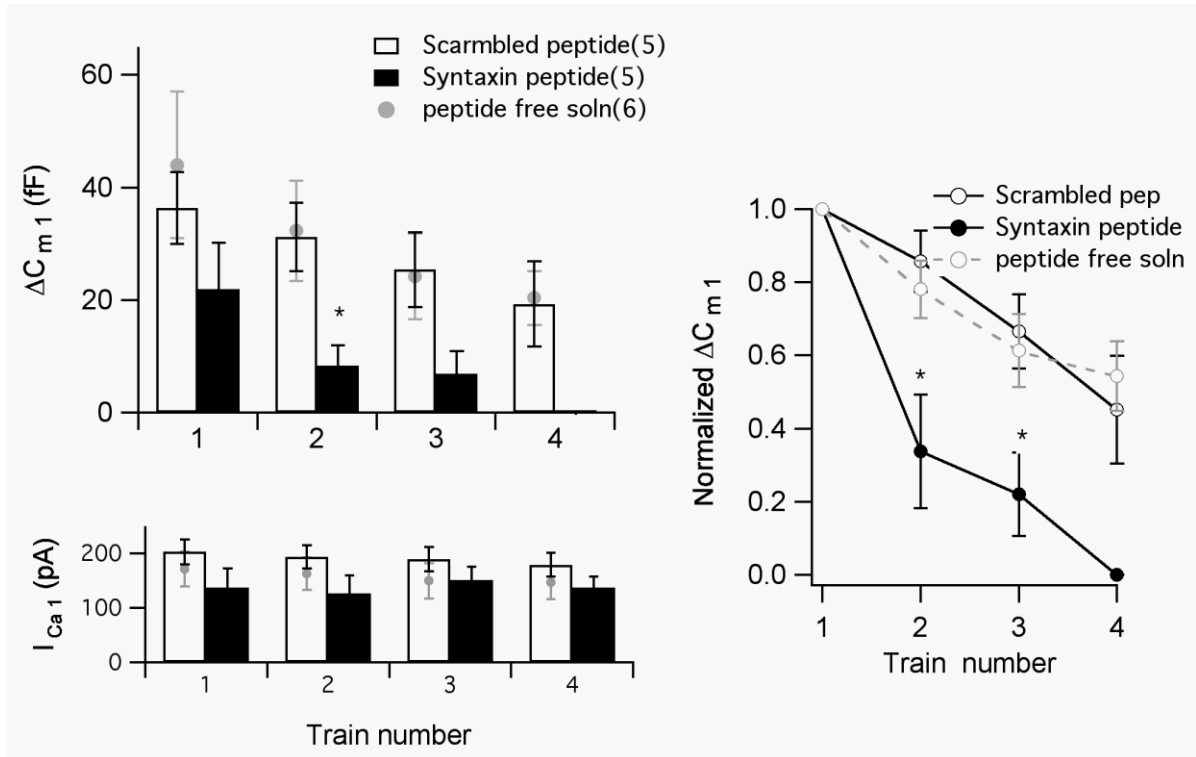 Scarmbled peptide(5)
Syntaxin peptide(5)
peptide free soln(6)
ΔC m 1 (fF)
60
40
20
0
1 2 3 4
*
I Ca 1 (pA)
200
100
0
1 2 3 4
Train number
Scrambled pep
Syntaxin peptide
peptide free soln
Normalized ΔC m 1
1.0
0.8
0.6
0.4
0.2
0.0
*
*
1 2 3 4
Train number